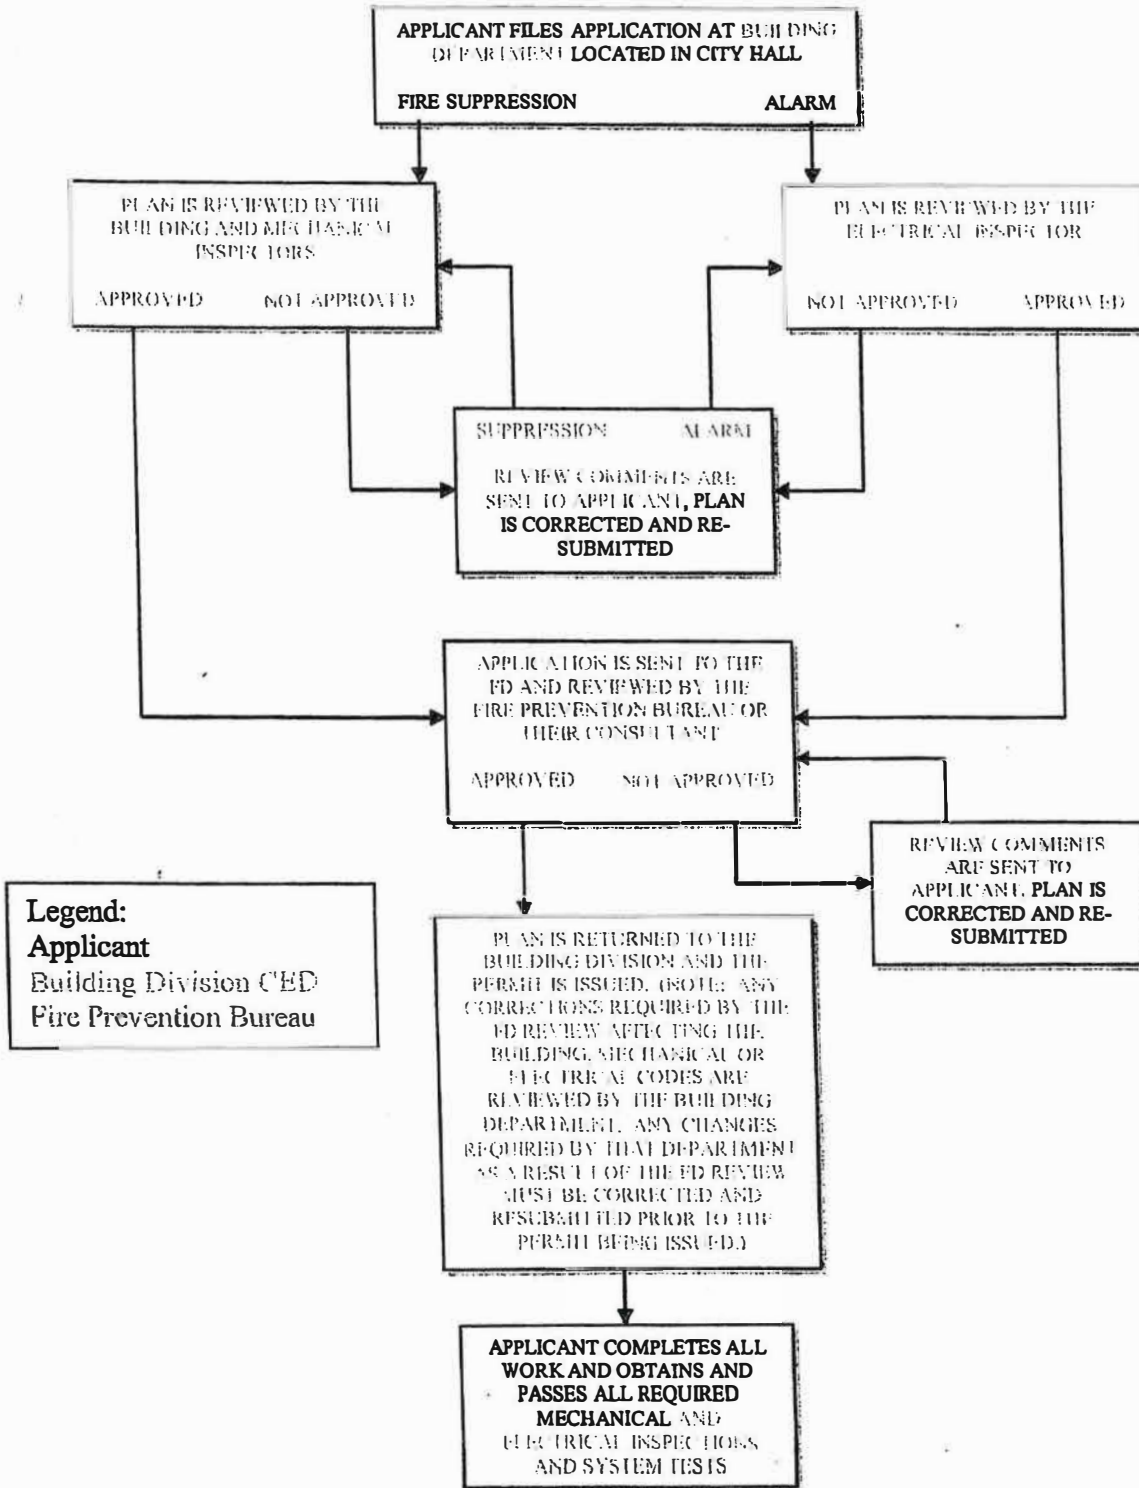 APPLICANT FILES APPLICATION AT BUILDING
DEPARTMENT LOCATED IN CITY HALL
FIRE SUPPRESSION ALARM
PLAN IS REVIEWED BY THE
BUILDING AND MECHANICAL
INSPECTORS
APPROVED NOT APPROVED
PLAN IS REVIEWED BY THE
ELECTRICAL INSPECTOR
NOT APPROVED APPROVED
SUPPRESSION ALARM
REVIEW COMMENTS ARE
SENT TO APPLICANT, PLAN
IS CORRECTED AND RE-
SUBMITTED
APPLICATION IS SENT TO THE
FD AND REVIEWED BY THE
FIRE PREVENTION BUREAU OR
THEIR CONSULTANT
APPROVED NOT APPROVED
REVIEW COMMENTS
ARE SENT TO
APPLICANT. PLAN IS
CORRECTED AND RE-
SUBMITTED
Legend:
Applicant
Building Division CED
Fire Prevention Bureau
PLAN IS RETURNED TO THE
BUILDING DIVISION AND THE
PERMIT IS ISSUED. (NOTE: ANY
CORRECTIONS REQUIRED BY THE
FD REVIEW AFFECTING THE
BUILDING, MECHANICAL OR
ELECTRICAL CODES ARE
REVIEWED BY THE BUILDING
DEPARTMENT. ANY CHANGES
REQUIRED BY THAT DEPARTMENT
AS A RESULT OF THE FD REVIEW
MUST BE CORRECTED AND
RESUBMITTED PRIOR TO THE
PERMIT BEING ISSUED.)
APPLICANT COMPLETES ALL
WORK AND OBTAINS AND
PASSES ALL REQUIRED
MECHANICAL AND
ELECTRICAL INSPECTIONS
AND SYSTEM TESTS